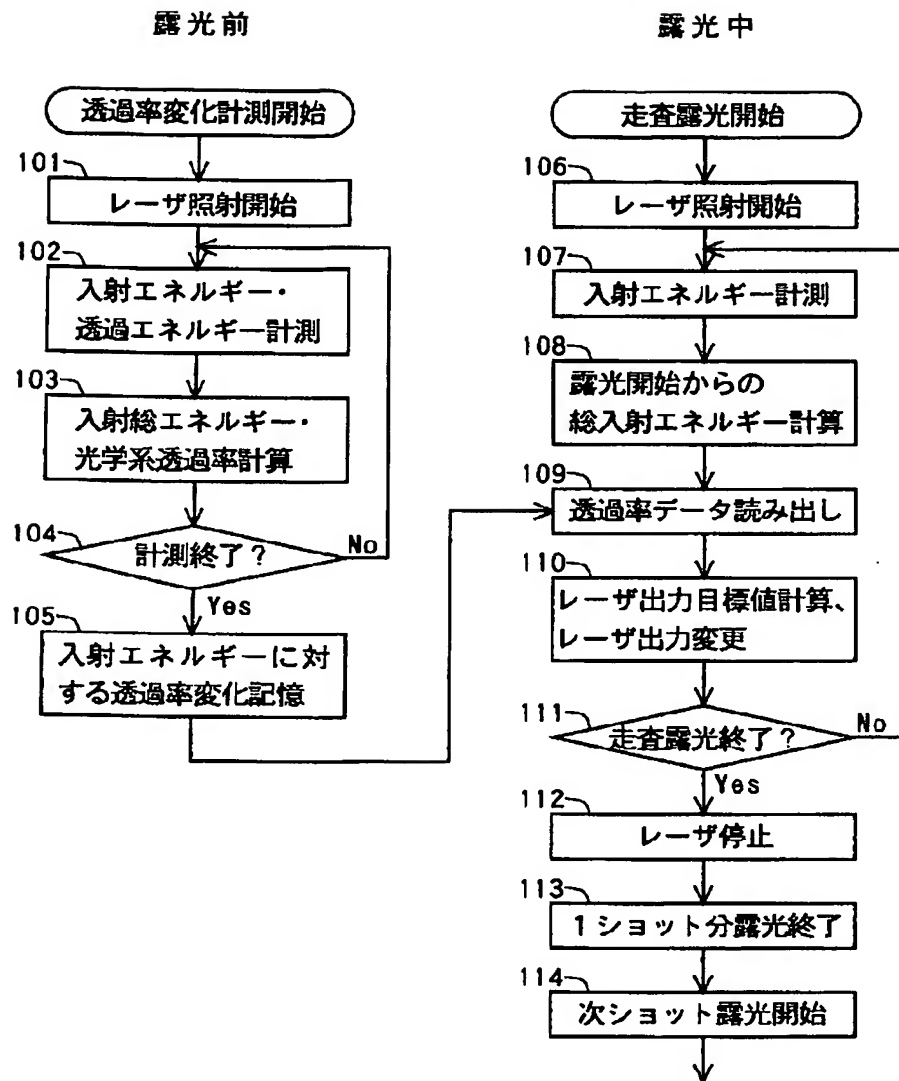 露光前
透過率変化計測開始
101
レーザ照射開始
102
入射エネルギー・
透過エネルギー計測
103
入射総エネルギー・
光学系透過率計算
104
計測終了？
No
Yes
105
入射エネルギーに対
する透過率変化記憶
露光中
走査露光開始
106
レーザ照射開始
107
入射エネルギー計測
108
露光開始からの
総入射エネルギー計算
109
透過率データ読み出し
110
レーザ出力目標値計算、
レーザ出力変更
111
走査露光終了？
No
Yes
112
レーザ停止
113
1ショット分露光終了
114
次ショット露光開始